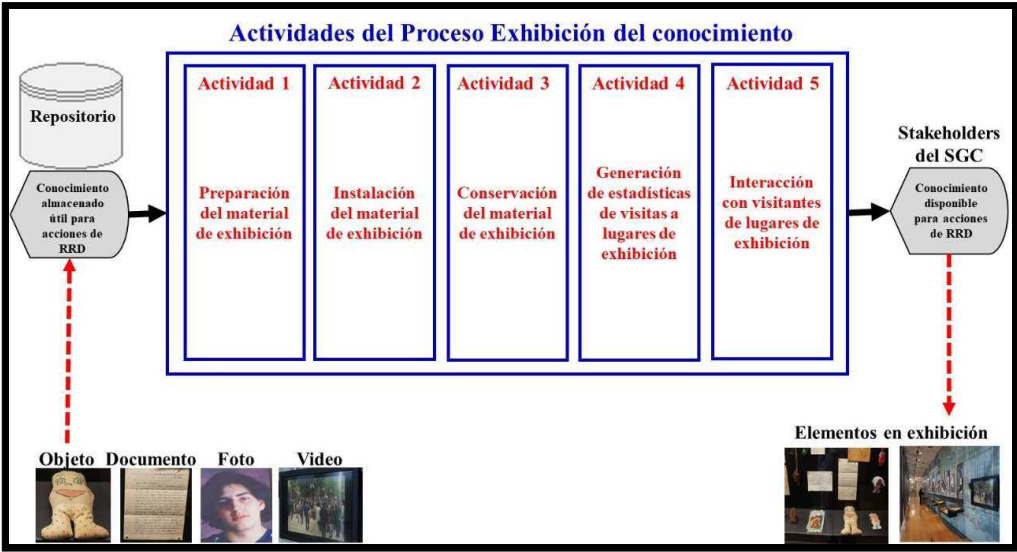 Actividades del Proceso Exhibición del conocimiento
Repositorio
Conocimiento
almacenado
útil para
acciones de
RRD
Actividad 1
Preparación
del material
de exhibición
Actividad 2
Instalación
del material
de exhibición
Actividad 3
Conservación
del material
de exhibición
Actividad 4
Generación
de estadísticas
de visitas a
lugares de
exhibición
Actividad 5
Interacción
con visitantes
de lugares de
exhibición
Stakeholders
del SGC
Conocimiento
disponible
para acciones
de RRD
Objeto
Documento
Foto
Video
Elementos en exhibición